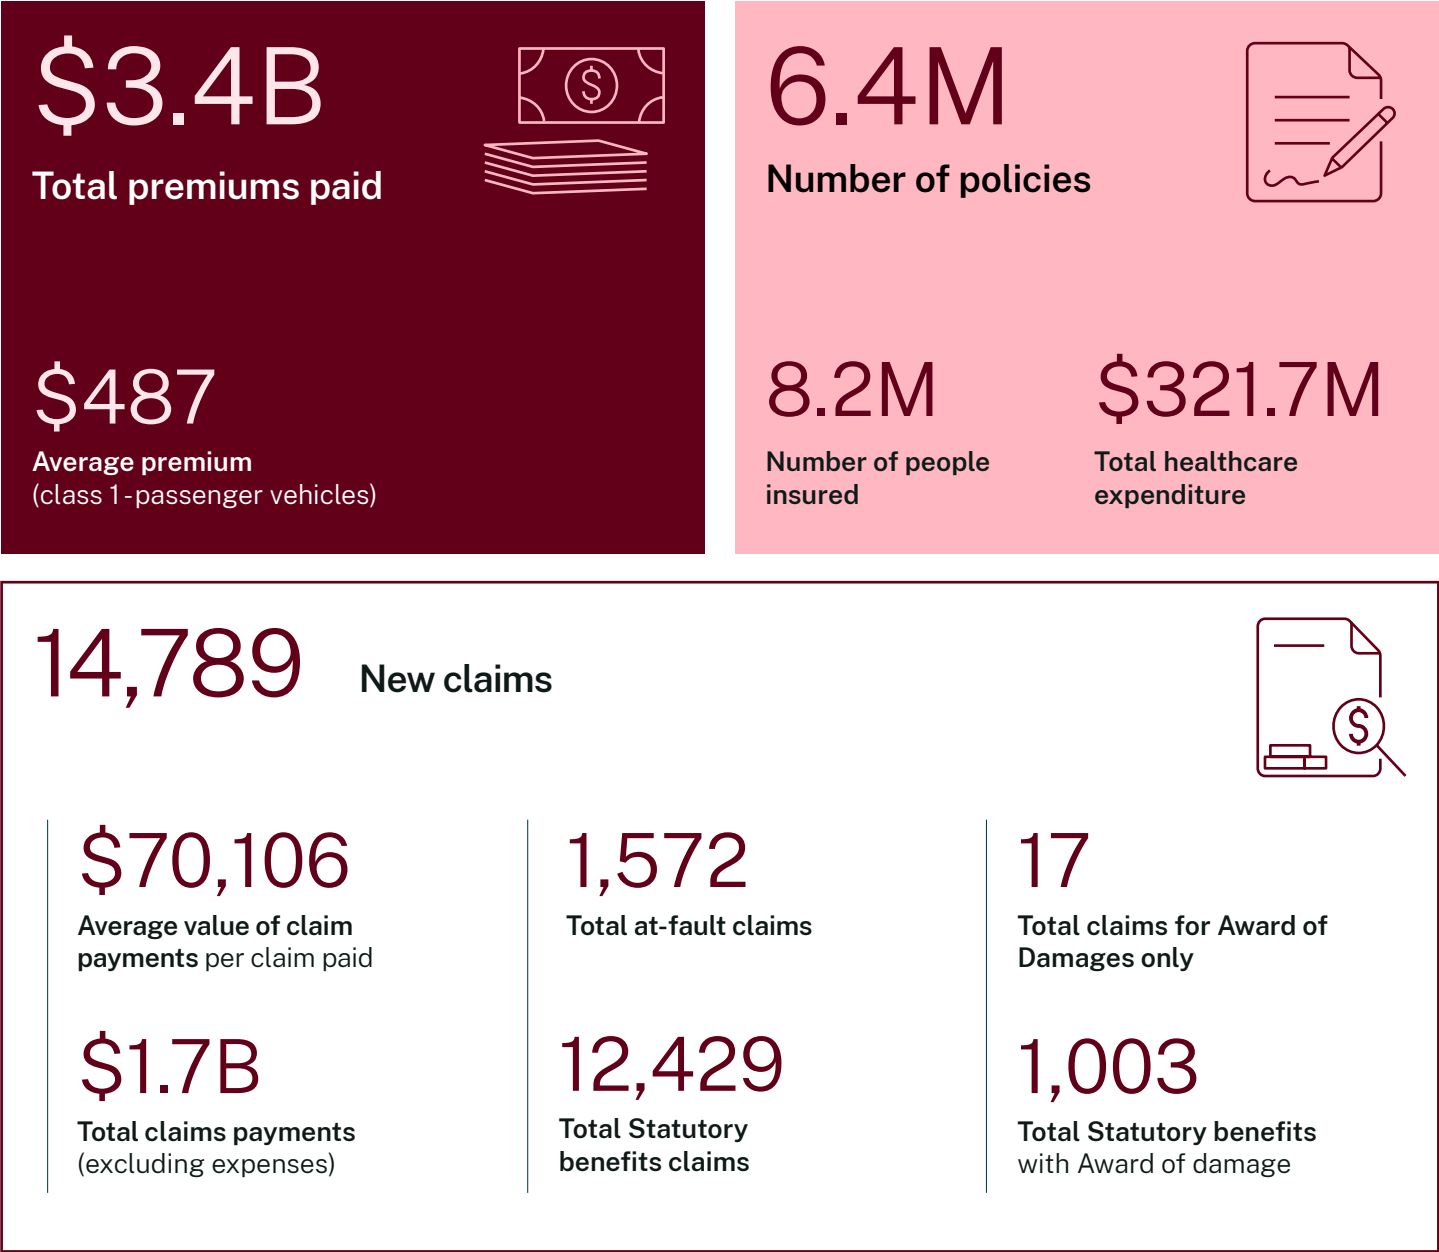 $3.4B
Total premiums paid
$487
Average premium
(class 1 - passenger vehicles)
6.4M
Number of policies
8.2M
Number of people
insured
$321.7M
Total healthcare
expenditure
14,789
New claims
$70,106
Average value of claim
payments per claim paid
$1.7B
Total claims payments
(excluding expenses)
1,572
Total at-fault claims
12,429
Total Statutory
benefits claims
17
Total claims for Award of
Damages only
1,003
Total Statutory benefits
with Award of damage